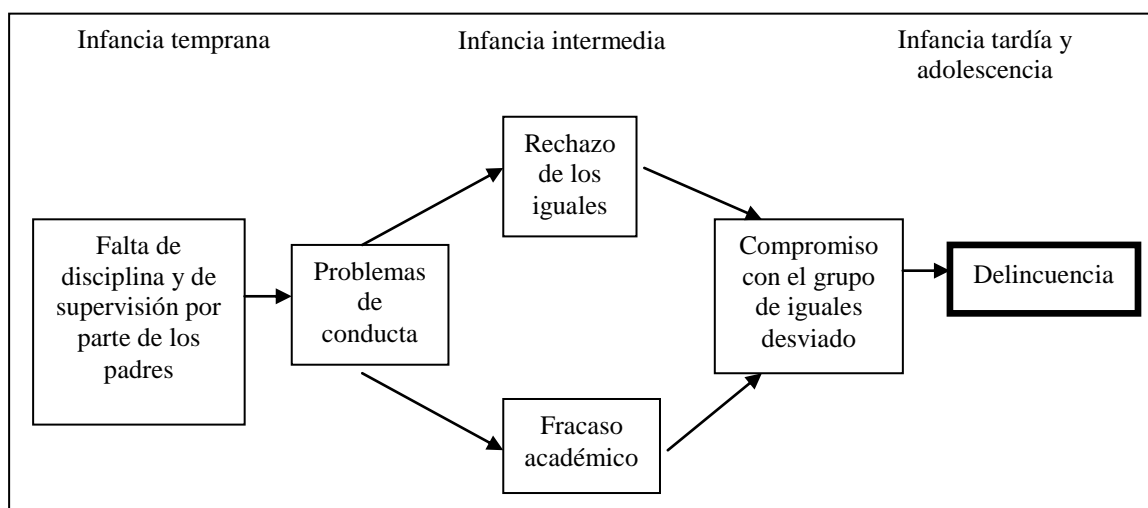 Infancia temprana
Infancia intermedia
Infancia tardía y
adolescencia
Falta de
disciplina y de
supervisión por
parte de los
padres
Problemas
de
conducta
Rechazo
de los
iguales
Fracaso
académico
Compromiso
con el grupo
de iguales
desviado
Delincuencia